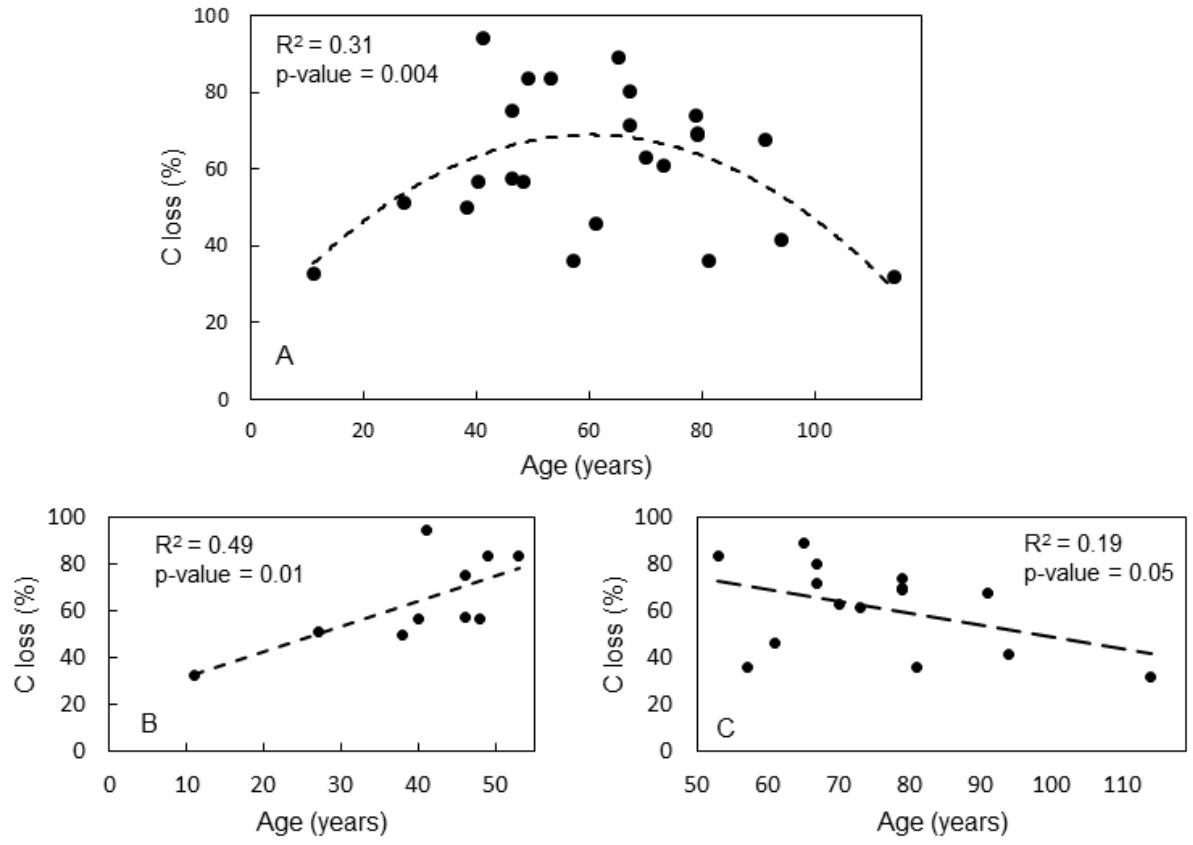 100
80
60
40
20
0
C loss (%)
R² = 0.31
p-value = 0.004
A
0 20 40 60 80 100
Age (years)
100
80
60
40
20
0
C loss (%)
R² = 0.49
p-value = 0.01
B
0 10 20 30 40 50
Age (years)
100
80
60
40
20
0
C loss (%)
R² = 0.19
p-value = 0.05
C
50 60 70 80 90 100 110
Age (years)